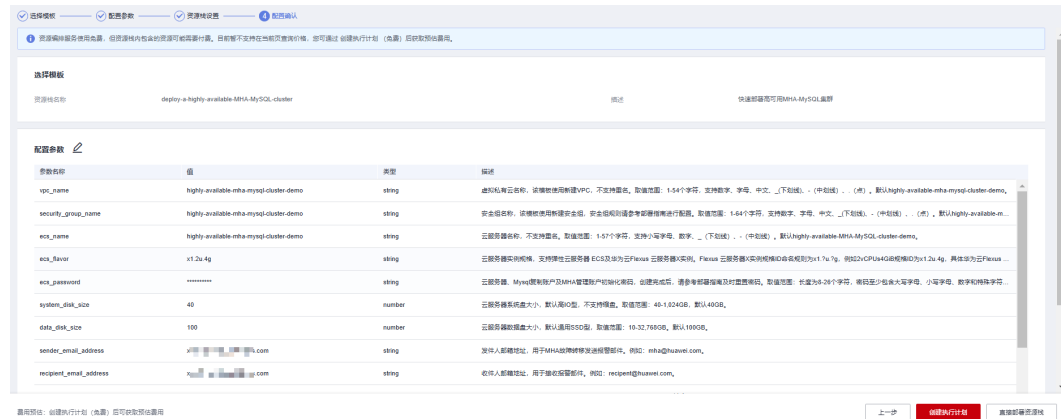 选择模板
配置参数
资源栈设置
4 配置确认
资源编排服务使用免费，但资源栈内包含的资源可能需要付费。目前暂不支持在当前页查询价格，您可通过 创建执行计划 （免费）后获取预估费用。
选择模板
资源栈名称 deploy-a-highly-available-MHA-MySQL-cluster 描述 快速部署高可用MHA-MySQL集群
配置参数
参数名称 值 类型 描述
vpc_name highly-available-mha-mysql-cluster-demo string 虚拟私有云名称，该模板使用新建VPC，不支持重名。取值范围：1-54个字符，支持数字、字母、中文、_(下划线)、-（中划线）、.（点）。默认highly-available-mha-mysql-cluster-demo。
security_group_name highly-available-mha-mysql-cluster-demo string 安全组名称，该模板使用新建安全组，安全组规则请参考部署指南进行配置。取值范围：1-64个字符，支持数字、字母、中文、_(下划线)、-（中划线）、.（点）。默认highly-available-m...
ecs_name highly-available-mha-mysql-cluster-demo string 云服务器名称，不支持重名。取值范围：1-57个字符，支持小写字母、数字、_（下划线）、-（中划线）。默认highly-available-MHA-MySQL-cluster-demo。
ecs_flavor x1.2u.4g string 云服务器实例规格，支持弹性云服务器 ECS及华为云Flexus 云服务器X实例。Flexus 云服务器X实例规格ID命名规则为x1.?u.?g，例如2vCPUs4GiB规格ID为x1.2u.4g，具体华为云Flexus ...
ecs_password ********** string 云服务器、Mysql复制账户及MHA管理账户初始化密码，创建完成后，请参考部署指南及时重置密码。取值范围：长度为8-26个字符，密码至少包含大写字母、小写字母、数字和特殊字符...
system_disk_size 40 number 云服务器系统盘大小，默认高IO型，不支持缩盘。取值范围：40-1,024GB，默认40GB。
data_disk_size 100 number 云服务器数据盘大小，默认通用SSD型，取值范围：10-32,768GB。默认100GB。
sender_email_address x .com string 发件人邮箱地址，用于MHA故障转移发送报警邮件。例如：mha@huawei.com。
recipient_email_address x .com string 收件人邮箱地址，用于接收报警邮件。例如：recipent@huawei.com。
费用预估：创建执行计划（免费）后可获取预估费用 上一步 创建执行计划 直接部署资源栈